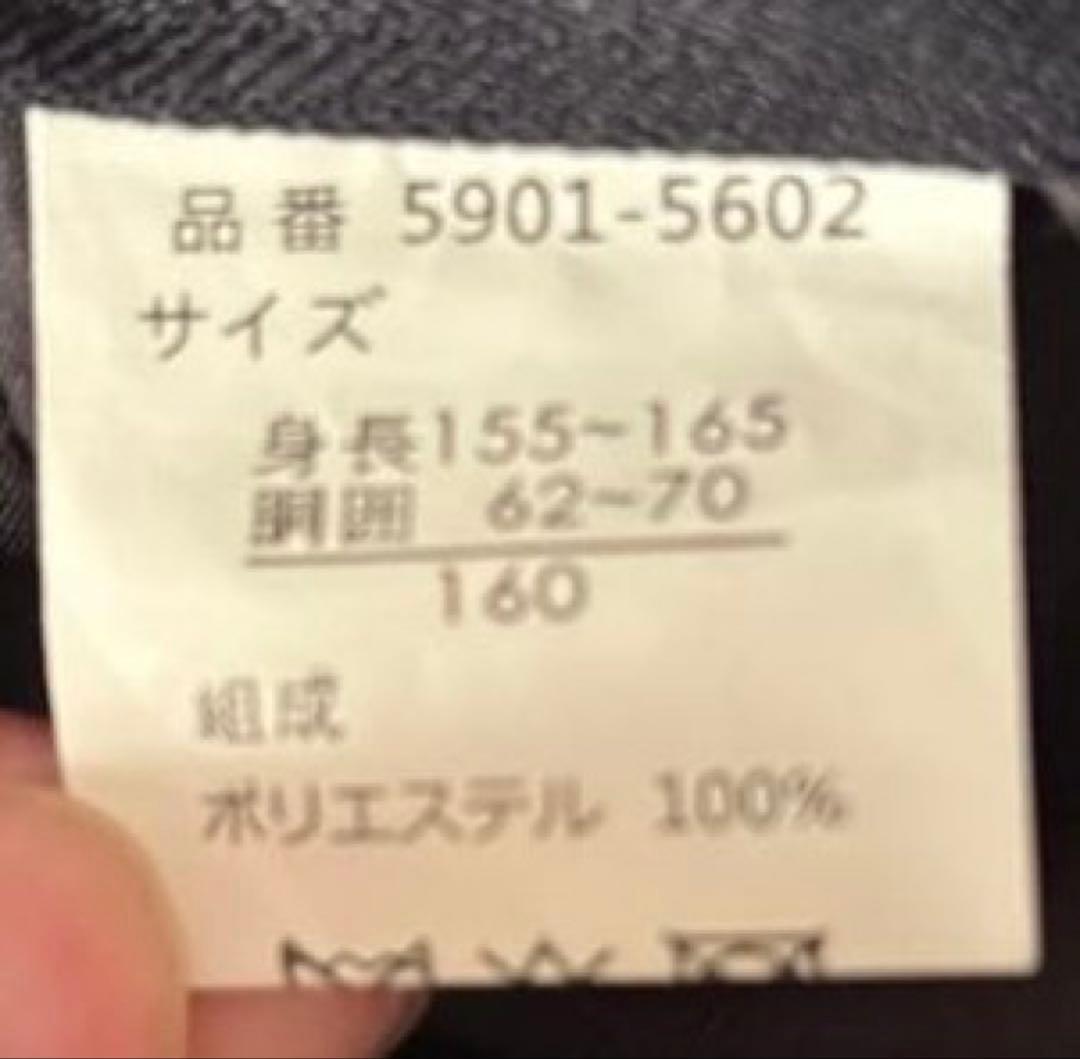 品番 5901-5602
サイズ
身長155~165
胴囲 62~70
160
組成
ポリエステル 100%